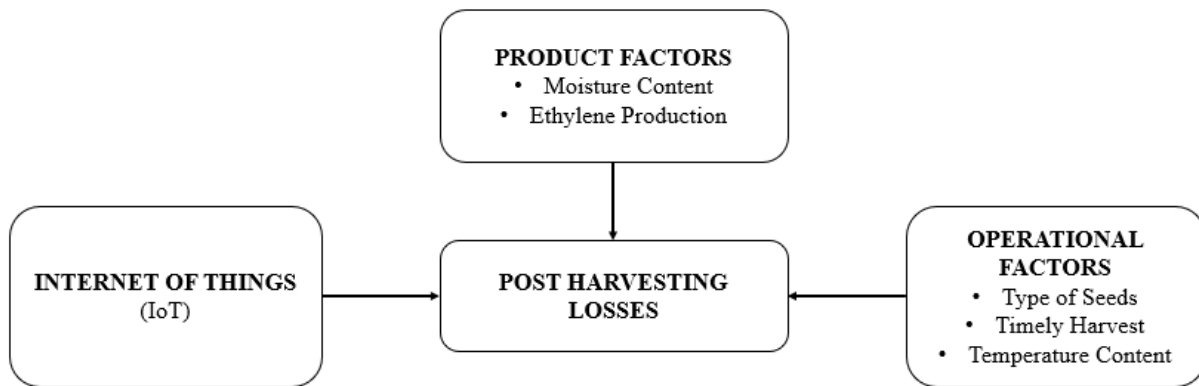 PRODUCT FACTORS
• Moisture Content
• Ethylene Production
INTERNET OF THINGS
(IoT)
POST HARVESTING
LOSSES
OPERATIONAL
FACTORS
• Type of Seeds
• Timely Harvest
• Temperature Content